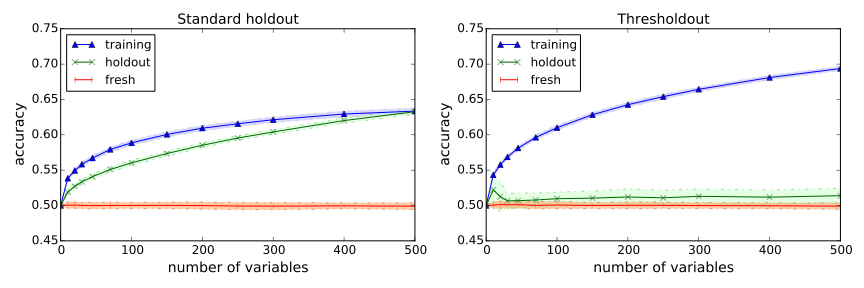 Standard holdout
0.75
0.70
0.65
0.60
0.55
0.50
0.45
accuracy
training
holdout
fresh
0 100 200 300 400 500
number of variables
Thresholdout
0.75
0.70
0.65
0.60
0.55
0.50
0.45
accuracy
training
holdout
fresh
0 100 200 300 400 500
number of variables